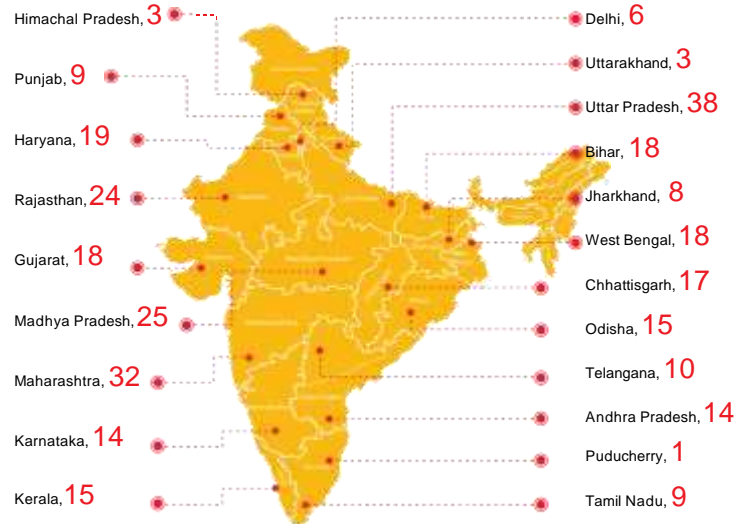 Himachal Pradesh, 3
Punjab, 9
Haryana, 19
Rajasthan, 24
Gujarat, 18
Madhya Pradesh, 25
Maharashtra, 32
Karnataka, 14
Kerala, 15
Delhi, 6
Uttarakhand, 3
Uttar Pradesh, 38
Bihar, 18
Jharkhand, 8
West Bengal, 18
Chhattisgarh, 17
Odisha, 15
Telangana, 10
Andhra Pradesh, 14
Puducherry, 1
Tamil Nadu, 9